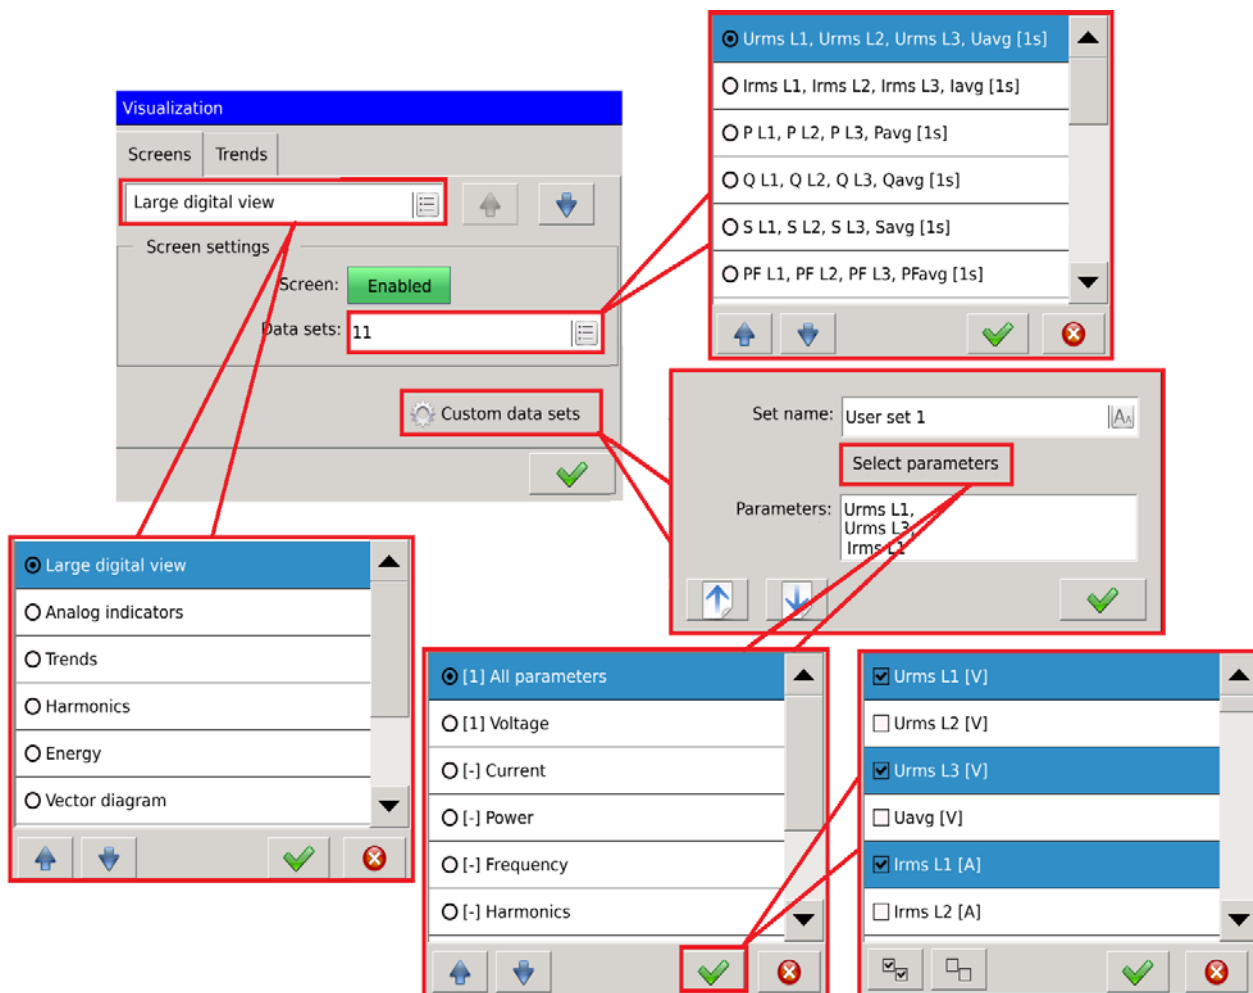 Visualization
Screens Trends
Large digital view
Screen settings
Screen: Enabled
Data sets: 11
Custom data sets
Urms L1, Urms L2, Urms L3, Uavg [1s]
Irms L1, Irms L2, Irms L3, Iavg [1s]
P L1, P L2, P L3, Pavg [1s]
Q L1, Q L2, Q L3, Qavg [1s]
S L1, S L2, S L3, Savg [1s]
PF L1, PF L2, PF L3, PFavg [1s]
Set name: User set 1
Select parameters
Parameters: Urms L1,
Urms L3,
Irms L1
Large digital view
Analog indicators
Trends
Harmonics
Energy
Vector diagram
[1] All parameters
[1] Voltage
[-] Current
[-] Power
[-] Frequency
[-] Harmonics
Urms L1 [V]
Urms L2 [V]
Urms L3 [V]
Uavg [V]
Irms L1 [A]
Irms L2 [A]